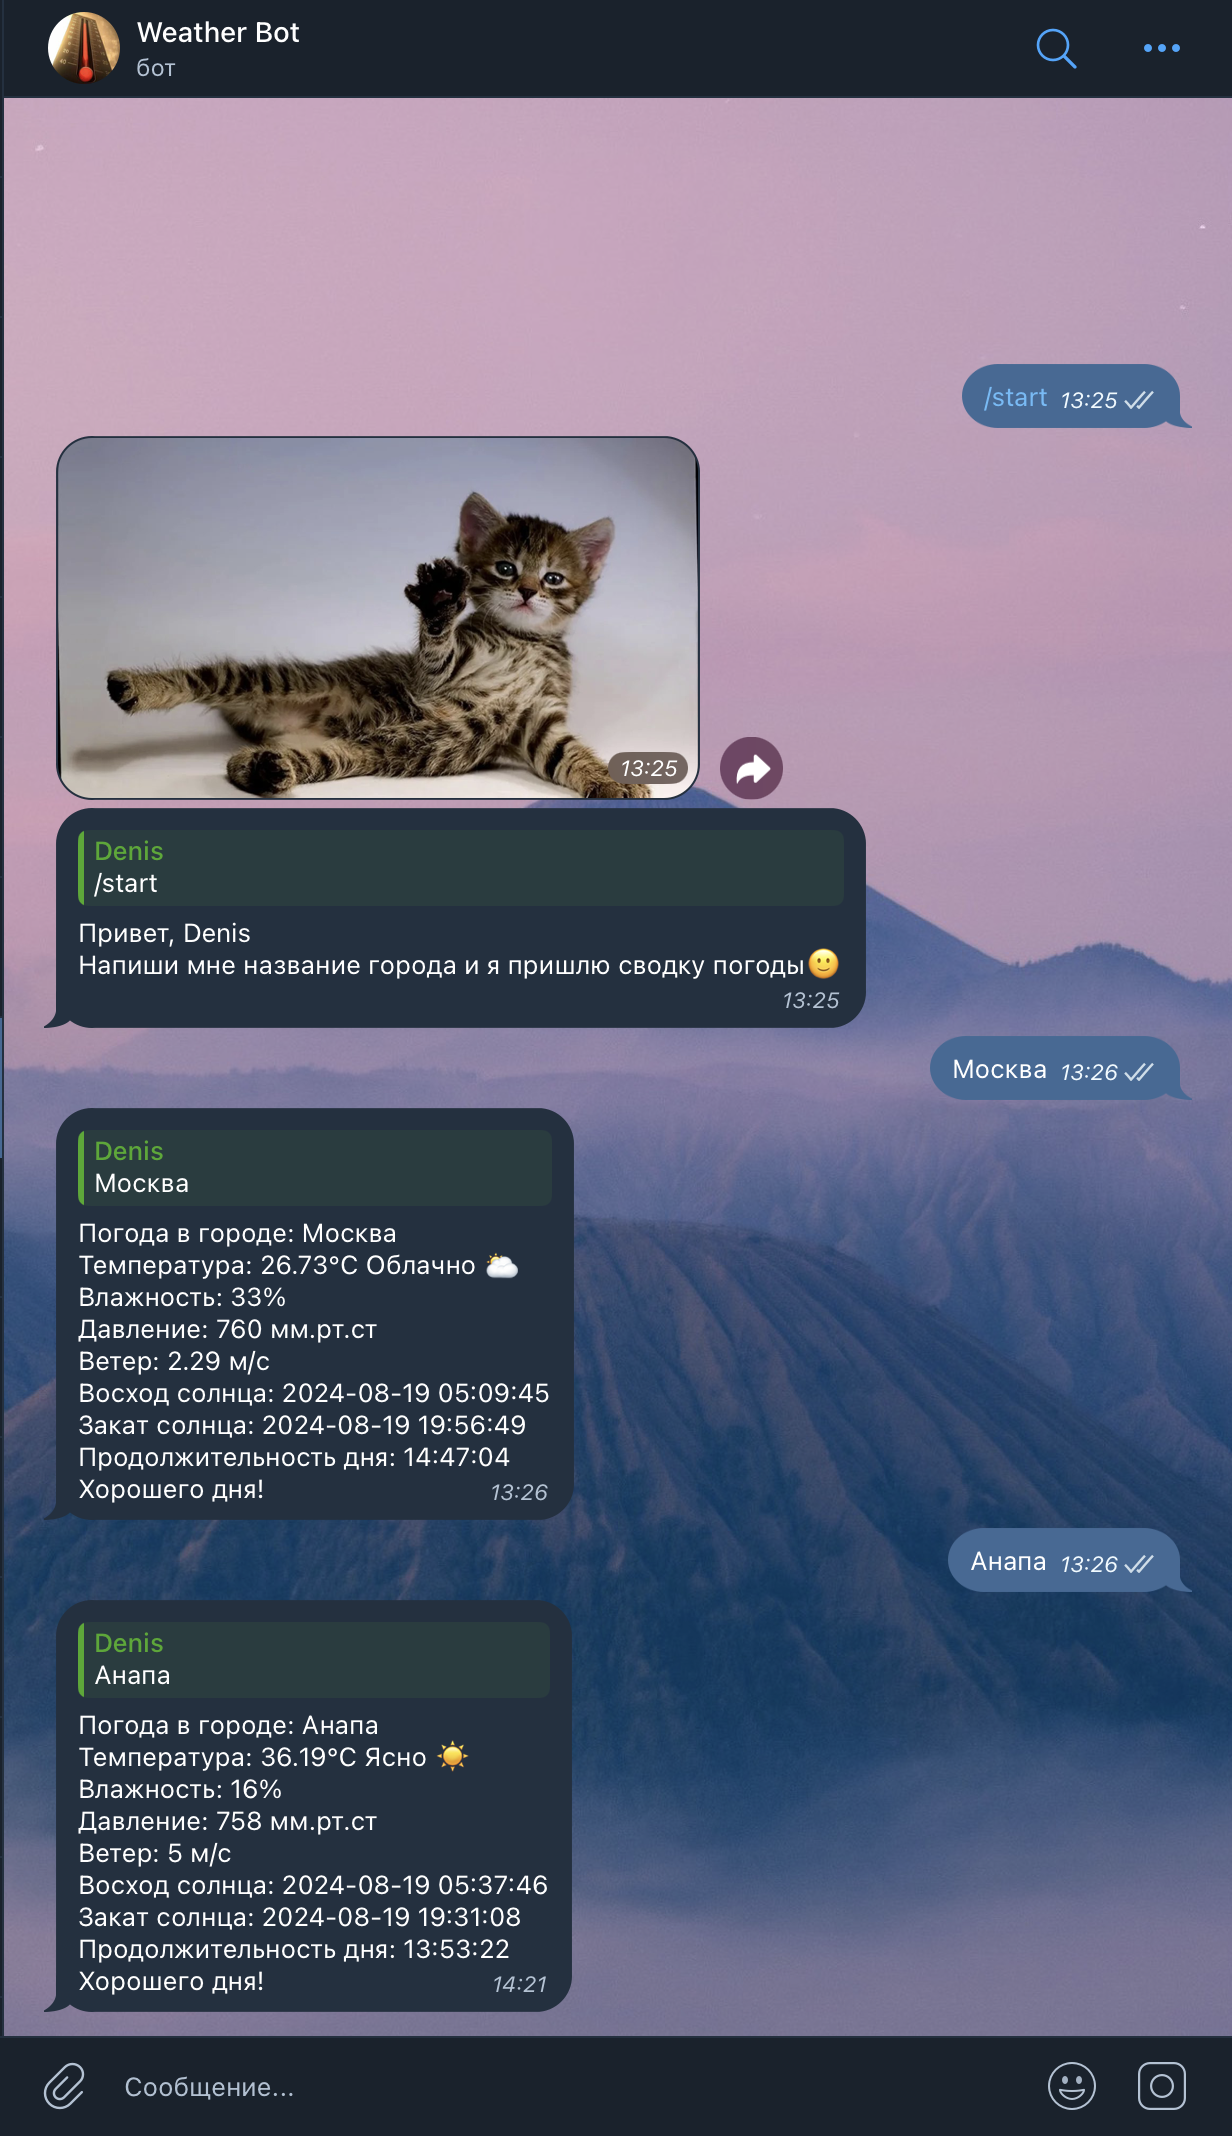 Weather Bot
бот
/start 13:25
13:25
Denis
/start
Привет, Denis
Напиши мне название города и я пришлю сводку погоды🙂
13:25
Москва 13:26
Denis
Москва
Погода в городе: Москва
Температура: 26.73°C Облачно 🌥
Влажность: 33%
Давление: 760 мм.рт.ст
Ветер: 2.29 м/с
Восход солнца: 2024-08-19 05:09:45
Закат солнца: 2024-08-19 19:56:49
Продолжительность дня: 14:47:04
Хорошего дня! 13:26
Анапа 13:26
Denis
Анапа
Погода в городе: Анапа
Температура: 36.19°C Ясно ☀️
Влажность: 16%
Давление: 758 мм.рт.ст
Ветер: 5 м/с
Восход солнца: 2024-08-19 05:37:46
Закат солнца: 2024-08-19 19:31:08
Продолжительность дня: 13:53:22
Хорошего дня! 14:21
Сообщение...